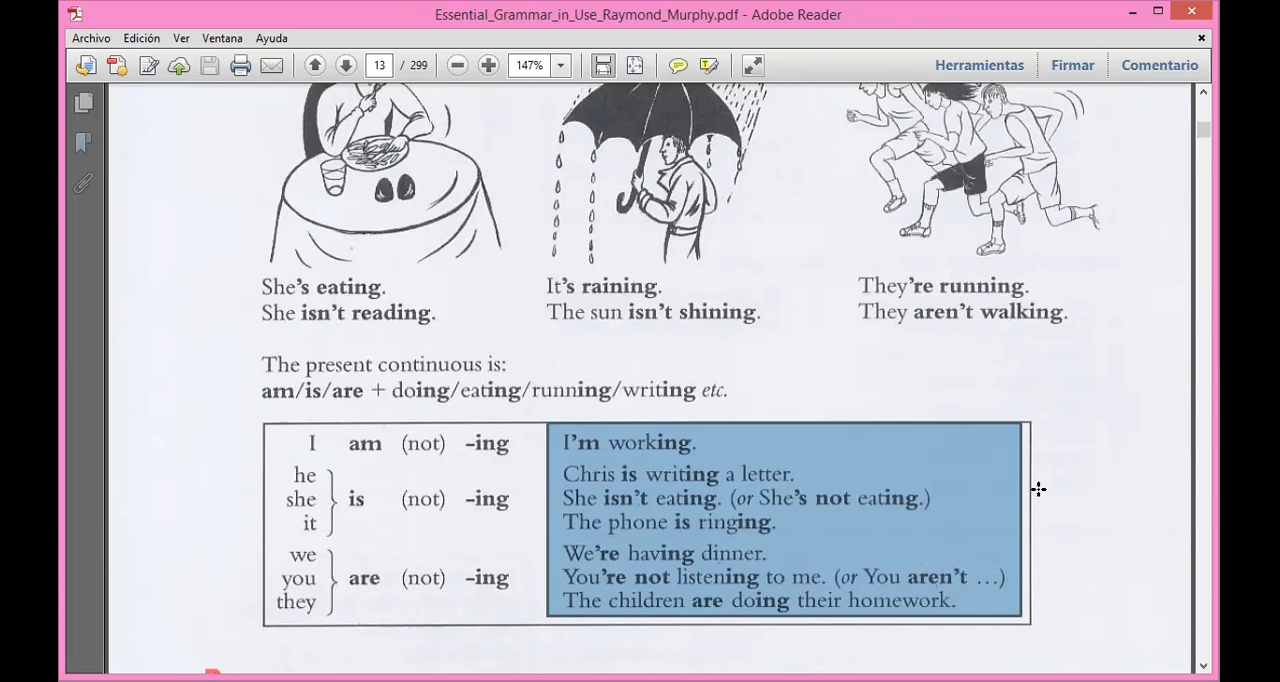 Essential_Grammar_in_Use_Raymond_Murphy.pdf - Adobe Reader
Archivo Edición Ver Ventana Ayuda
13 / 299 147% Herramientas Firmar Comentario
She's eating. It's raining. They're running.
She isn't reading. The sun isn't shining. They aren't walking.
The present continuous is:
am/is/are + doing/eating/running/writing etc.
I am (not) -ing I'm working.
he Chris is writing a letter.
she is (not) -ing She isn't eating. (or She's not eating.)
it The phone is ringing.
we We're having dinner.
you are (not) -ing You're not listening to me. (or You aren't ...)
they The children are doing their homework.